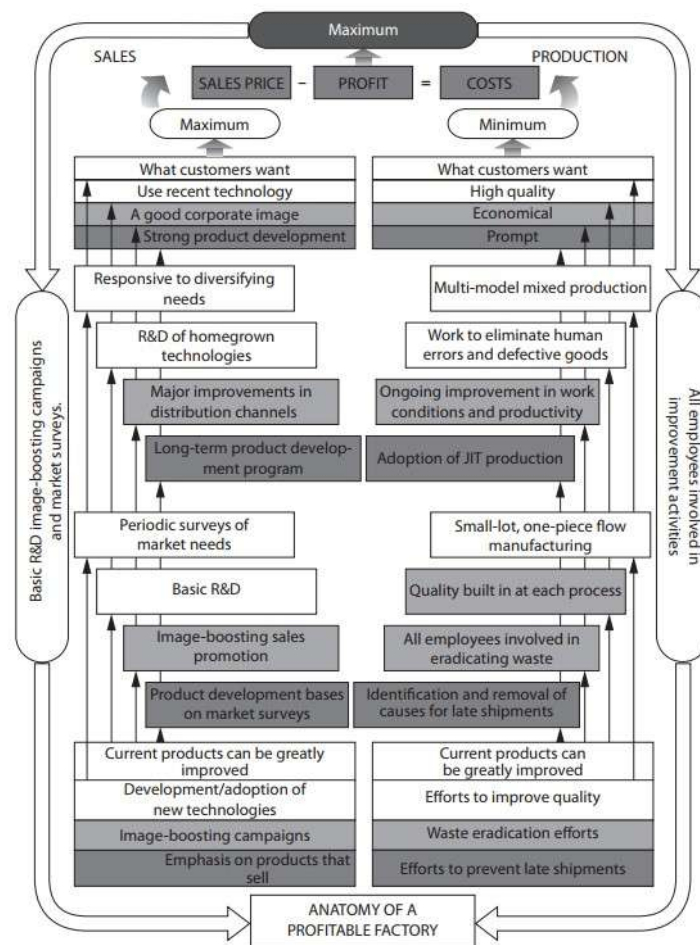 Maximum
SALES
PRODUCTION
SALES PRICE – PROFIT = COSTS
Maximum
Minimum
What customers want
Use recent technology
A good corporate image
Strong product development
What customers want
High quality
Economical
Prompt
Responsive to diversifying
needs
Multi-model mixed production
R&D of homegrown
technologies
Work to eliminate human
errors and defective goods
Major improvements in
distribution channels
Ongoing improvement in work
conditions and productivity
Long-term product develop-
ment program
Adoption of JIT production
Basic R&D image-boosting campaigns
and market surveys.
All employees involved in
improvement activities
Periodic surveys of
market needs
Small-lot, one-piece flow
manufacturing
Basic R&D
Quality built in at each process
Image-boosting sales
promotion
All employees involved in
eradicating waste
Product development bases
on market surveys
Identification and removal of
causes for late shipments
Current products can be greatly
improved
Development/adoption of
new technologies
Image-boosting campaigns
Emphasis on products that
sell
Current products can
be greatly improved
Efforts to improve quality
Waste eradication efforts
Efforts to prevent late shipments
ANATOMY OF A
PROFITABLE FACTORY